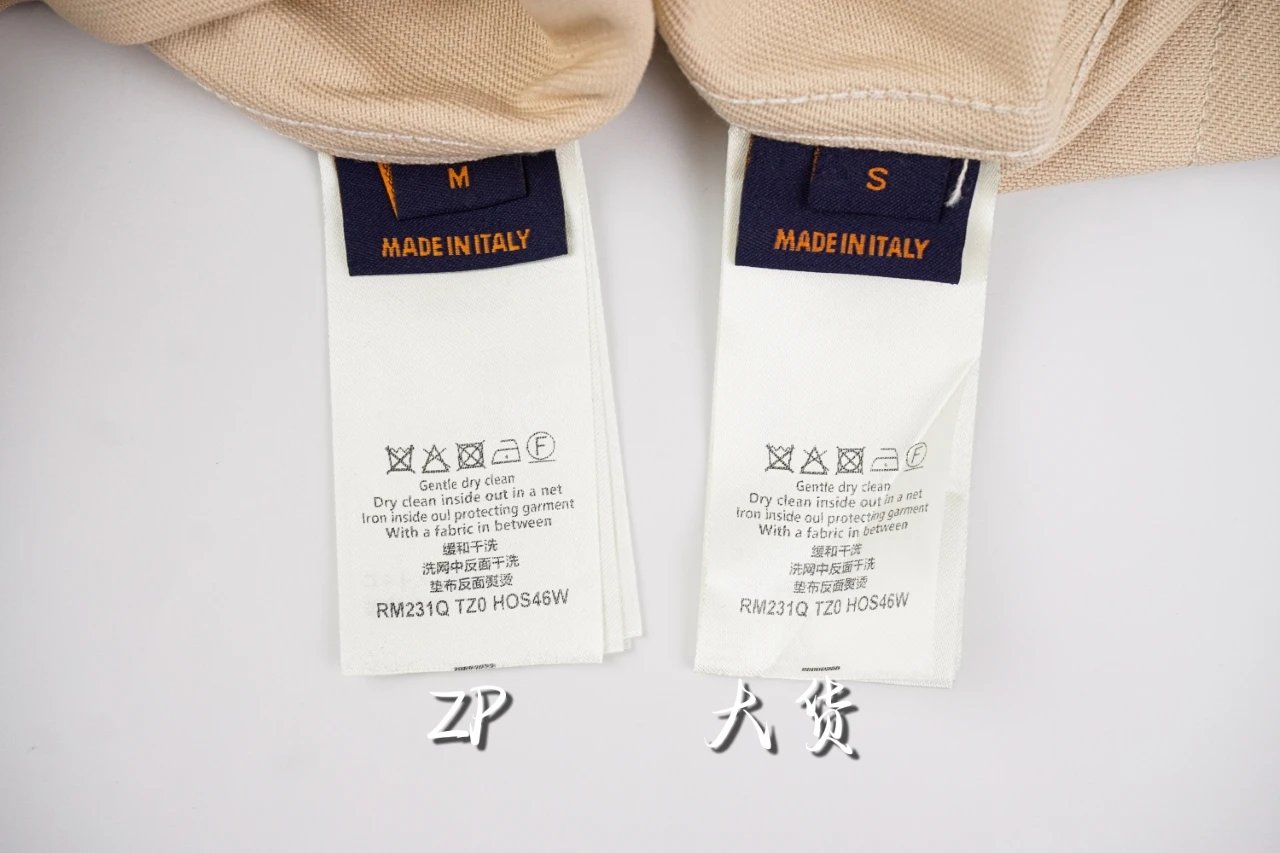 M
MADE IN ITALY
Gentle dry clean
Dry clean inside out in a net
Iron inside oul protecting garment
With a fabric in between
缓和干洗
洗网中反面干洗
垫布反面熨烫
RM231Q TZ0 HOS46W
ZP
S
MADE IN ITALY
Gentle dry clean
Dry clean inside out in a net
Iron inside oul protecting garment
With a fabric in between
缓和干洗
洗网中反面干洗
垫布反面熨烫
RM231Q TZ0 HOS46W
大货